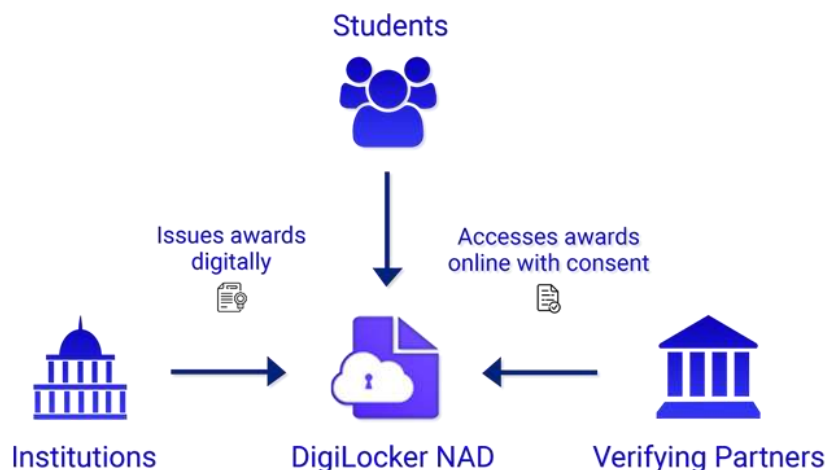 Students
Issues awards
digitally
Accesses awards
online with consent
Institutions
DigiLocker NAD
Verifying Partners